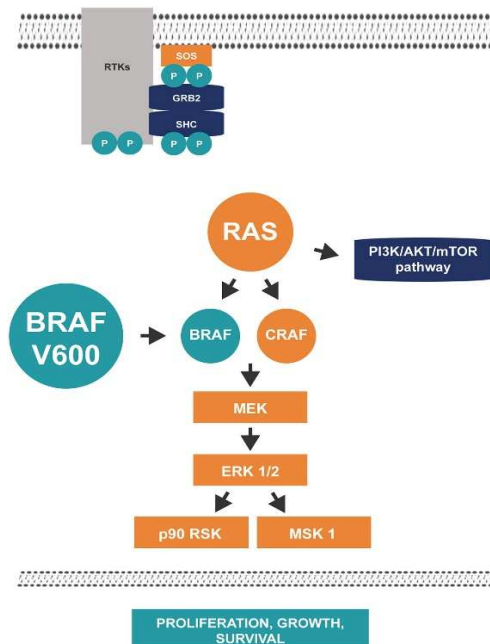 SOS
RTKs
P P
GRB2
SHC
P P
P P
RAS
PI3K/AKT/mTOR
pathway
BRAF
V600
BRAF
CRAF
MEK
ERK 1/2
p90 RSK
MSK 1
PROLIFERATION, GROWTH,
SURVIVAL